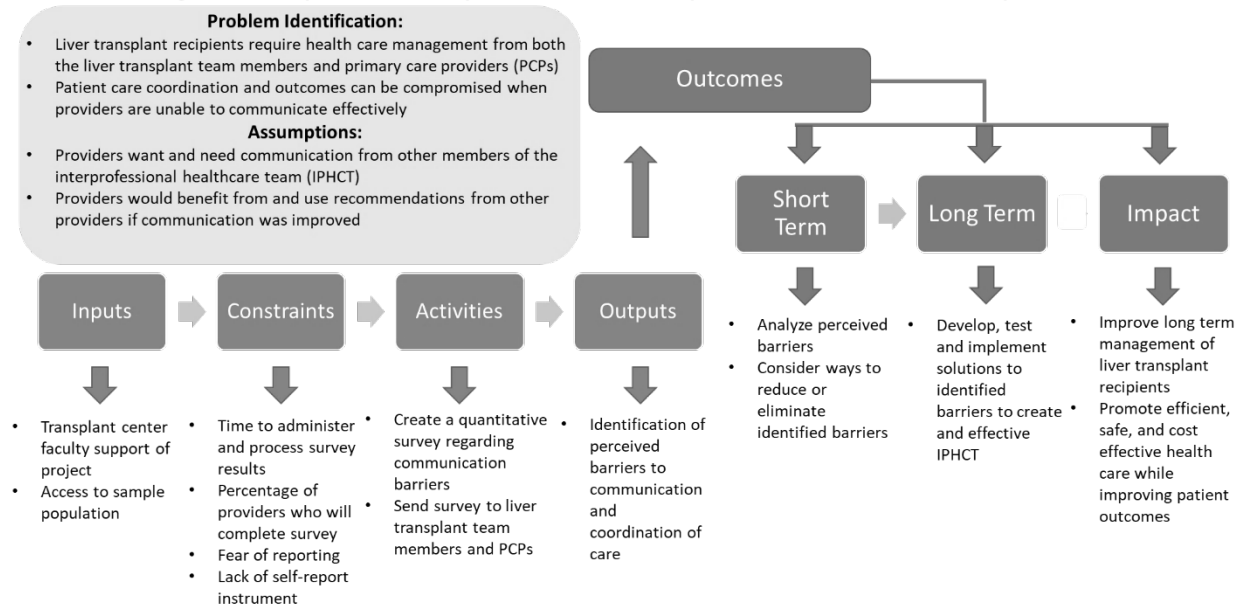 Problem Identification:
• Liver transplant recipients require health care management from both
the liver transplant team members and primary care providers (PCPs)
• Patient care coordination and outcomes can be compromised when
providers are unable to communicate effectively
Assumptions:
• Providers want and need communication from other members of the
interprofessional healthcare team (IPHCT)
• Providers would benefit from and use recommendations from other
providers if communication was improved
Inputs
• Transplant center
faculty support of
project
• Access to sample
population
Constraints
• Time to administer
and process survey
results
• Percentage of
providers who will
complete survey
• Fear of reporting
• Lack of self-report
instrument
Activities
• Create a quantitative
survey regarding
communication
barriers
• Send survey to liver
transplant team
members and PCPs
Outputs
• Identification of
perceived
barriers to
communication
and
coordination of
care
Outcomes
Short
Term
• Analyze perceived
barriers
• Consider ways to
reduce or
eliminate
identified barriers
Long Term
• Develop, test
and implement
solutions to
identified
barriers to create
and effective
IPHCT
Impact
• Improve long term
management of
liver transplant
recipients
• Promote efficient,
safe, and cost
effective health
care while
improving patient
outcomes